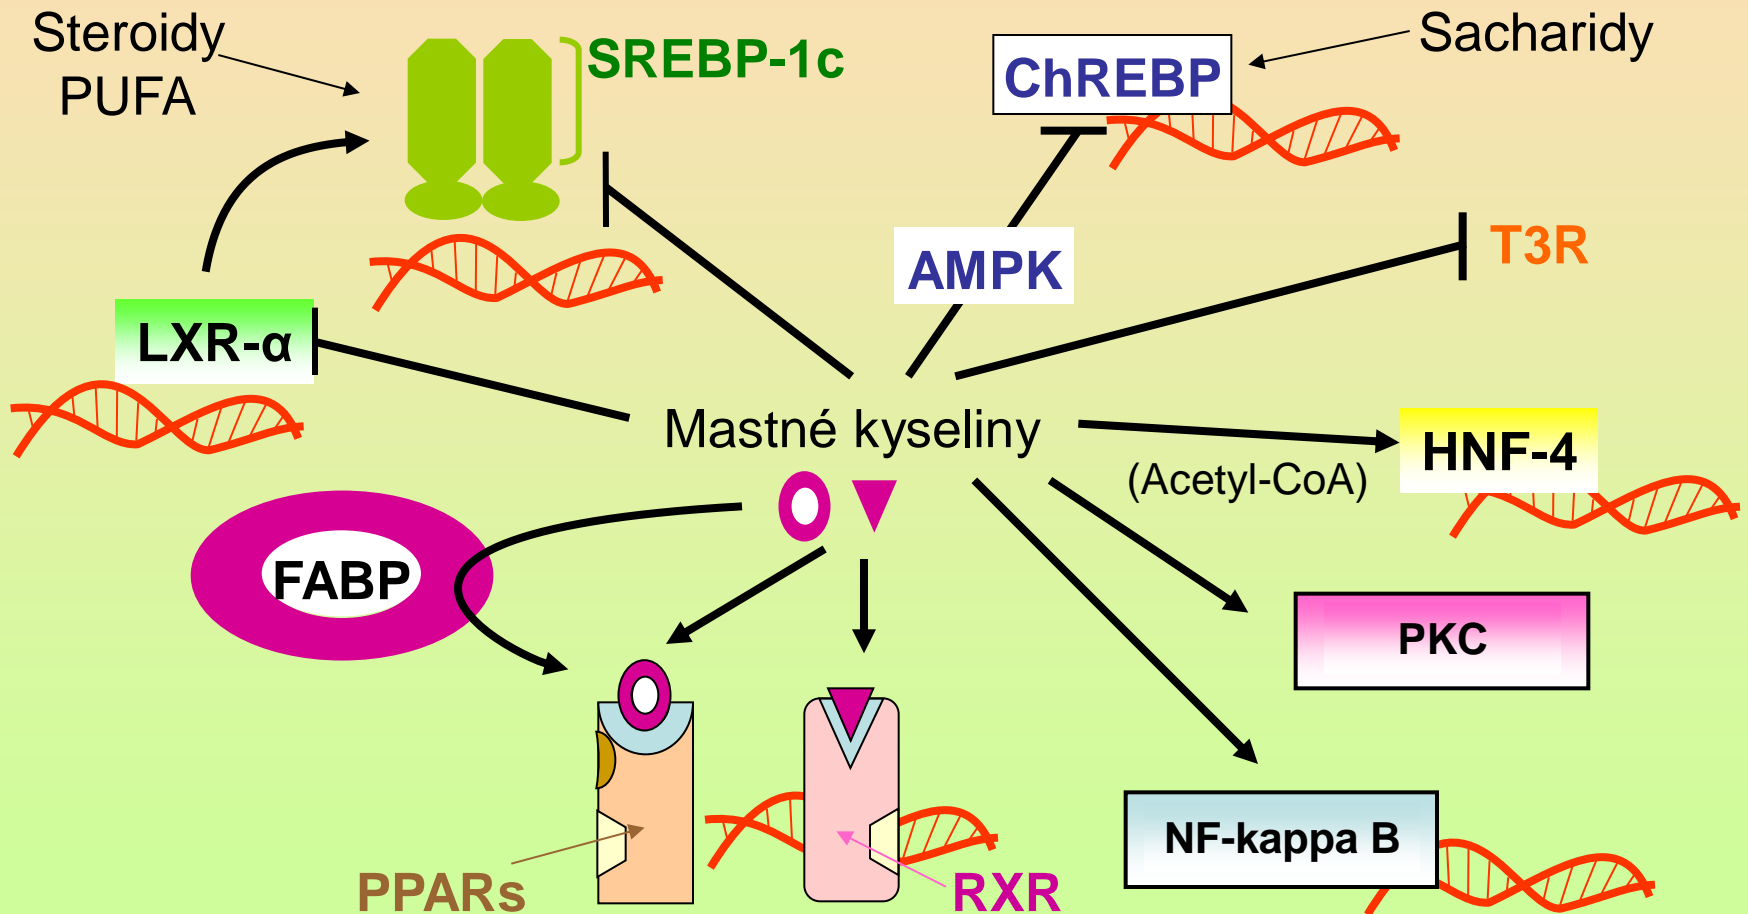 Steroidy
PUFA
SREBP-1c
ChREBP
Sacharidy
AMPK
T3R
LXR-α
Mastné kyseliny
HNF-4
(Acetyl-CoA)
FABP
PKC
NF-kappa B
PPARs
RXR